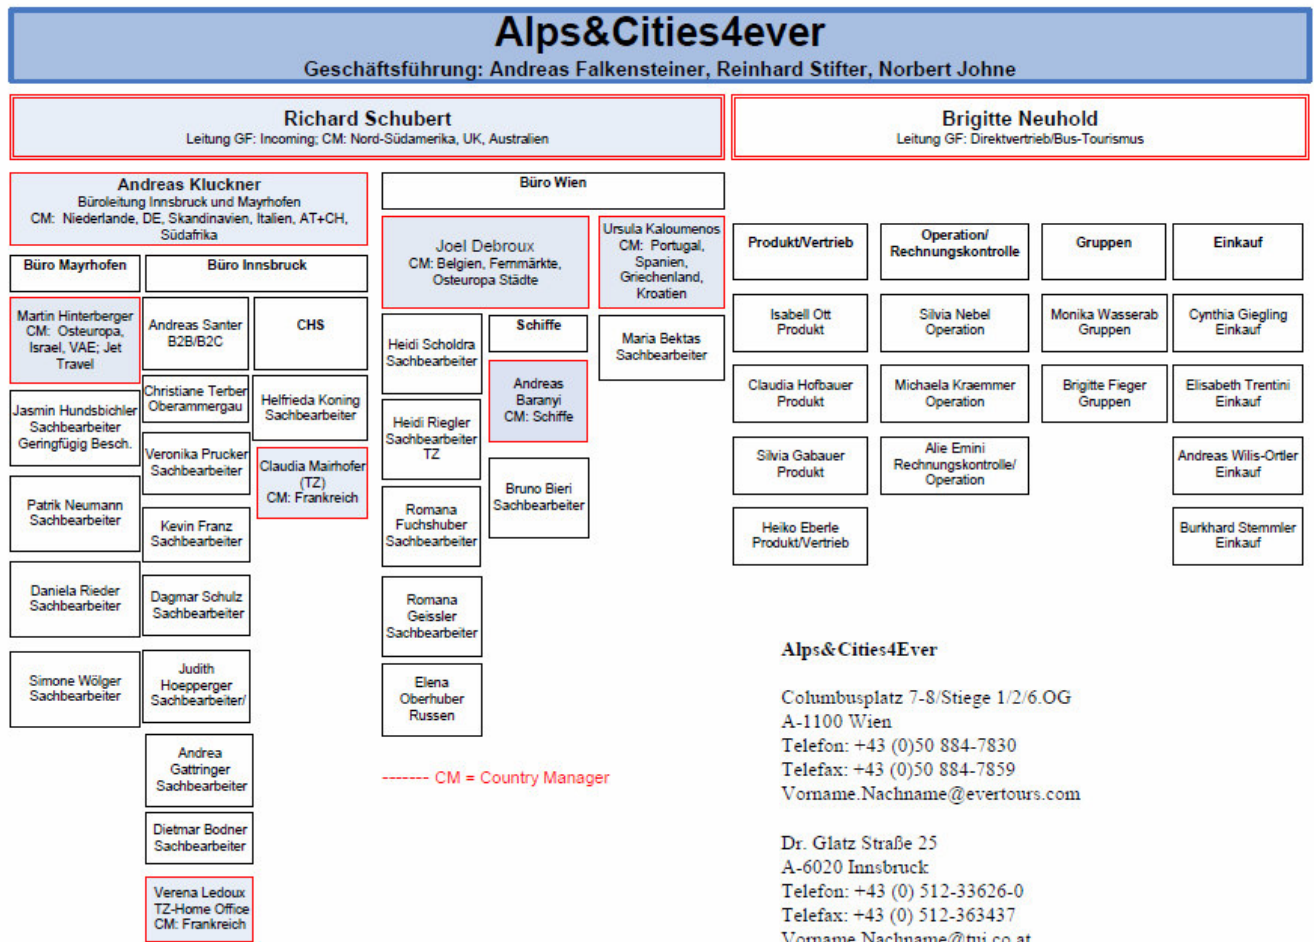 Alps&Cities4ever
Geschäftsführung: Andreas Falkensteiner, Reinhard Stifter, Norbert Johne
Richard Schubert
Leitung GF: Incoming; CM: Nord-Südamerika, UK, Australien
Brigitte Neuhold
Leitung GF: Direktvertrieb/Bus-Tourismus
Andreas Kluckner
Büroleitung Innsbruck und Mayrhofen
CM: Niederlande, DE, Skandinavien, Italien, AT+CH,
Südafrika
Büro Mayrhofen
Martin Hinterberger
CM: Osteuropa,
Israel, VAE; Jet
Travel
Jasmin Hundsbichler
Sachbearbeiter
Geringfügig Besch.
Patrik Neumann
Sachbearbeiter
Daniela Rieder
Sachbearbeiter
Simone Wölger
Sachbearbeiter
Büro Innsbruck
Andreas Santer
B2B/B2C
Christiane Terber
Oberammergau
Veronika Prucker
Sachbearbeiter
Kevin Franz
Sachbearbeiter
Dagmar Schulz
Sachbearbeiter
Judith
Hoepperger
Sachbearbeiter/
Andrea
Gattringer
Sachbearbeiter
Dietmar Bodner
Sachbearbeiter
Verena Ledoux
TZ-Home Office
CM: Frankreich
CHS
Helfrieda Koning
Sachbearbeiter
Claudia Mairhofer
(TZ)
CM: Frankreich
Büro Wien
Joel Debroux
CM: Belgien, Fernmärkte,
Osteuropa Städte
Heidi Scholdra
Sachbearbeiter
Heidi Riegler
Sachbearbeiter
TZ
Romana
Fuchshuber
Sachbearbeiter
Romana
Geissler
Sachbearbeiter
Elena
Oberhuber
Russen
Schiffe
Andreas
Baranyi
CM: Schiffe
Bruno Bieri
Sachbearbeiter
Ursula Kaloumenos
CM: Portugal,
Spanien,
Griechenland,
Kroatien
Maria Bektas
Sachbearbeiter
------- CM = Country Manager
Produkt/Vertrieb
Isabell Ott
Produkt
Claudia Hofbauer
Produkt
Silvia Gabauer
Produkt
Heiko Eberle
Produkt/Vertrieb
Operation/
Rechnungskontrolle
Silvia Nebel
Operation
Michaela Kraemmer
Operation
Alie Emini
Rechnungskontrolle/
Operation
Gruppen
Monika Wasserab
Gruppen
Brigitte Fieger
Gruppen
Einkauf
Cynthia Giegling
Einkauf
Elisabeth Trentini
Einkauf
Andreas Wilis-Ortler
Einkauf
Burkhard Stemmler
Einkauf
Alps&Cities4Ever
Columbusplatz 7-8/Stiege 1/2/6.OG
A-1100 Wien
Telefon: +43 (0)50 884-7830
Telefax: +43 (0)50 884-7859
Vorname.Nachname@evertours.com
Dr. Glatz Straße 25
A-6020 Innsbruck
Telefon: +43 (0) 512-33626-0
Telefax: +43 (0) 512-363437
Vorname.Nachname@tui.co.at